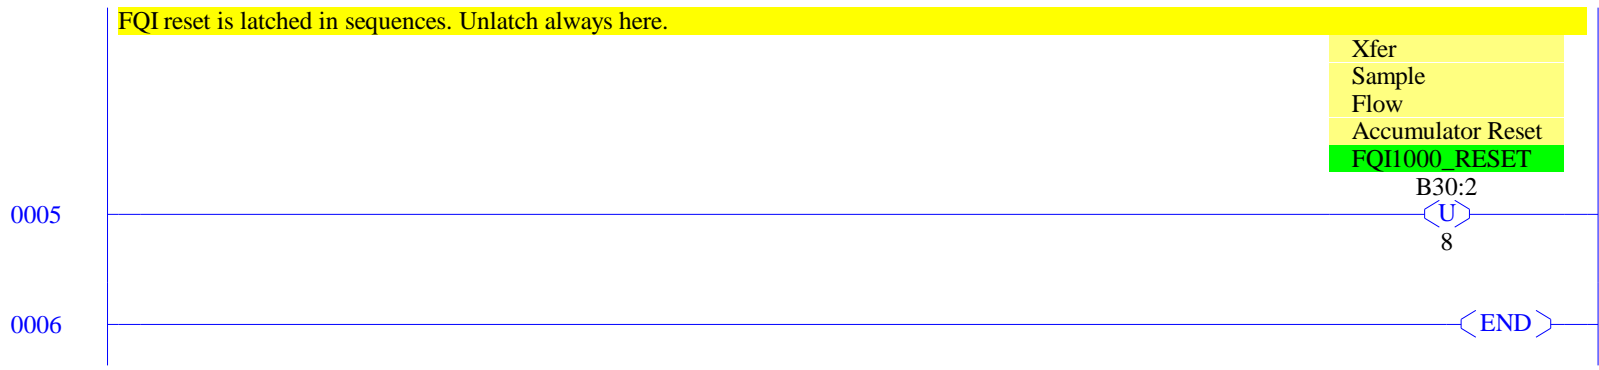 FQI reset is latched in sequences. Unlatch always here.
Xfer
Sample
Flow
Accumulator Reset
FQI1000_RESET
B30:2
0005
U
8
0006
END